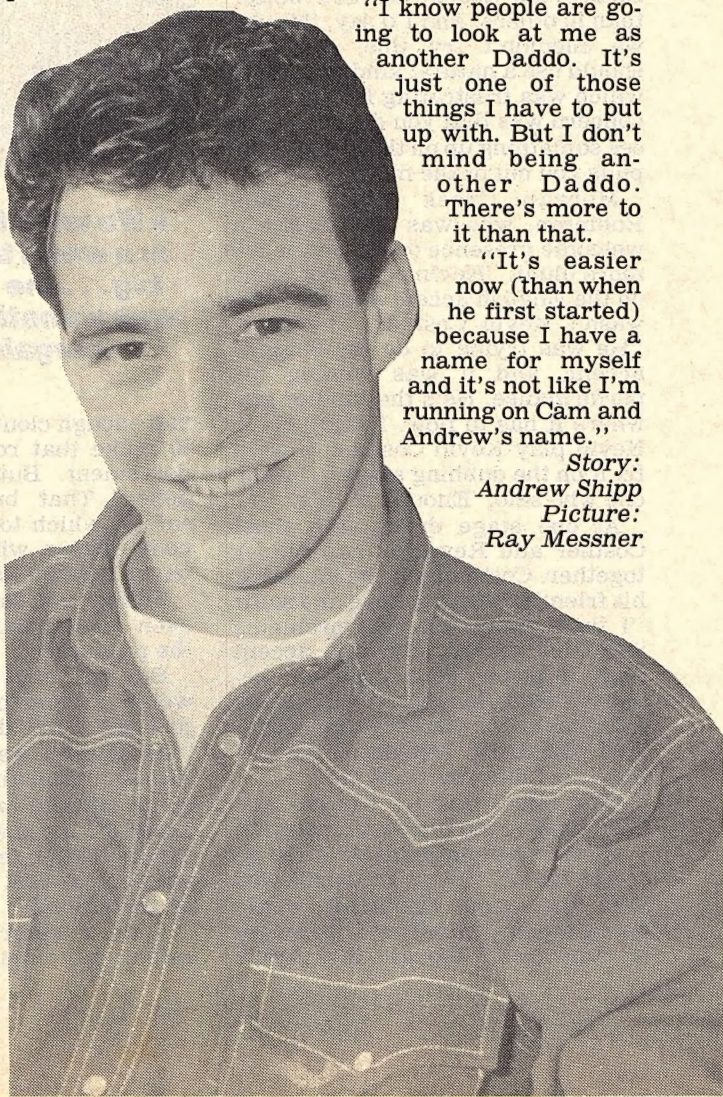 "I know people are go-
ing to look at me as
another Daddo. It's
just one of those
things I have to put
up with. But I don't
mind being an-
other Daddo.
There's more to
it than that.
"It's easier
now (than when
he first started)
because I have a
name for myself
and it's not like I'm
running on Cam and
Andrew's name."
Story:
Andrew Shipp
Picture:
Ray Messner